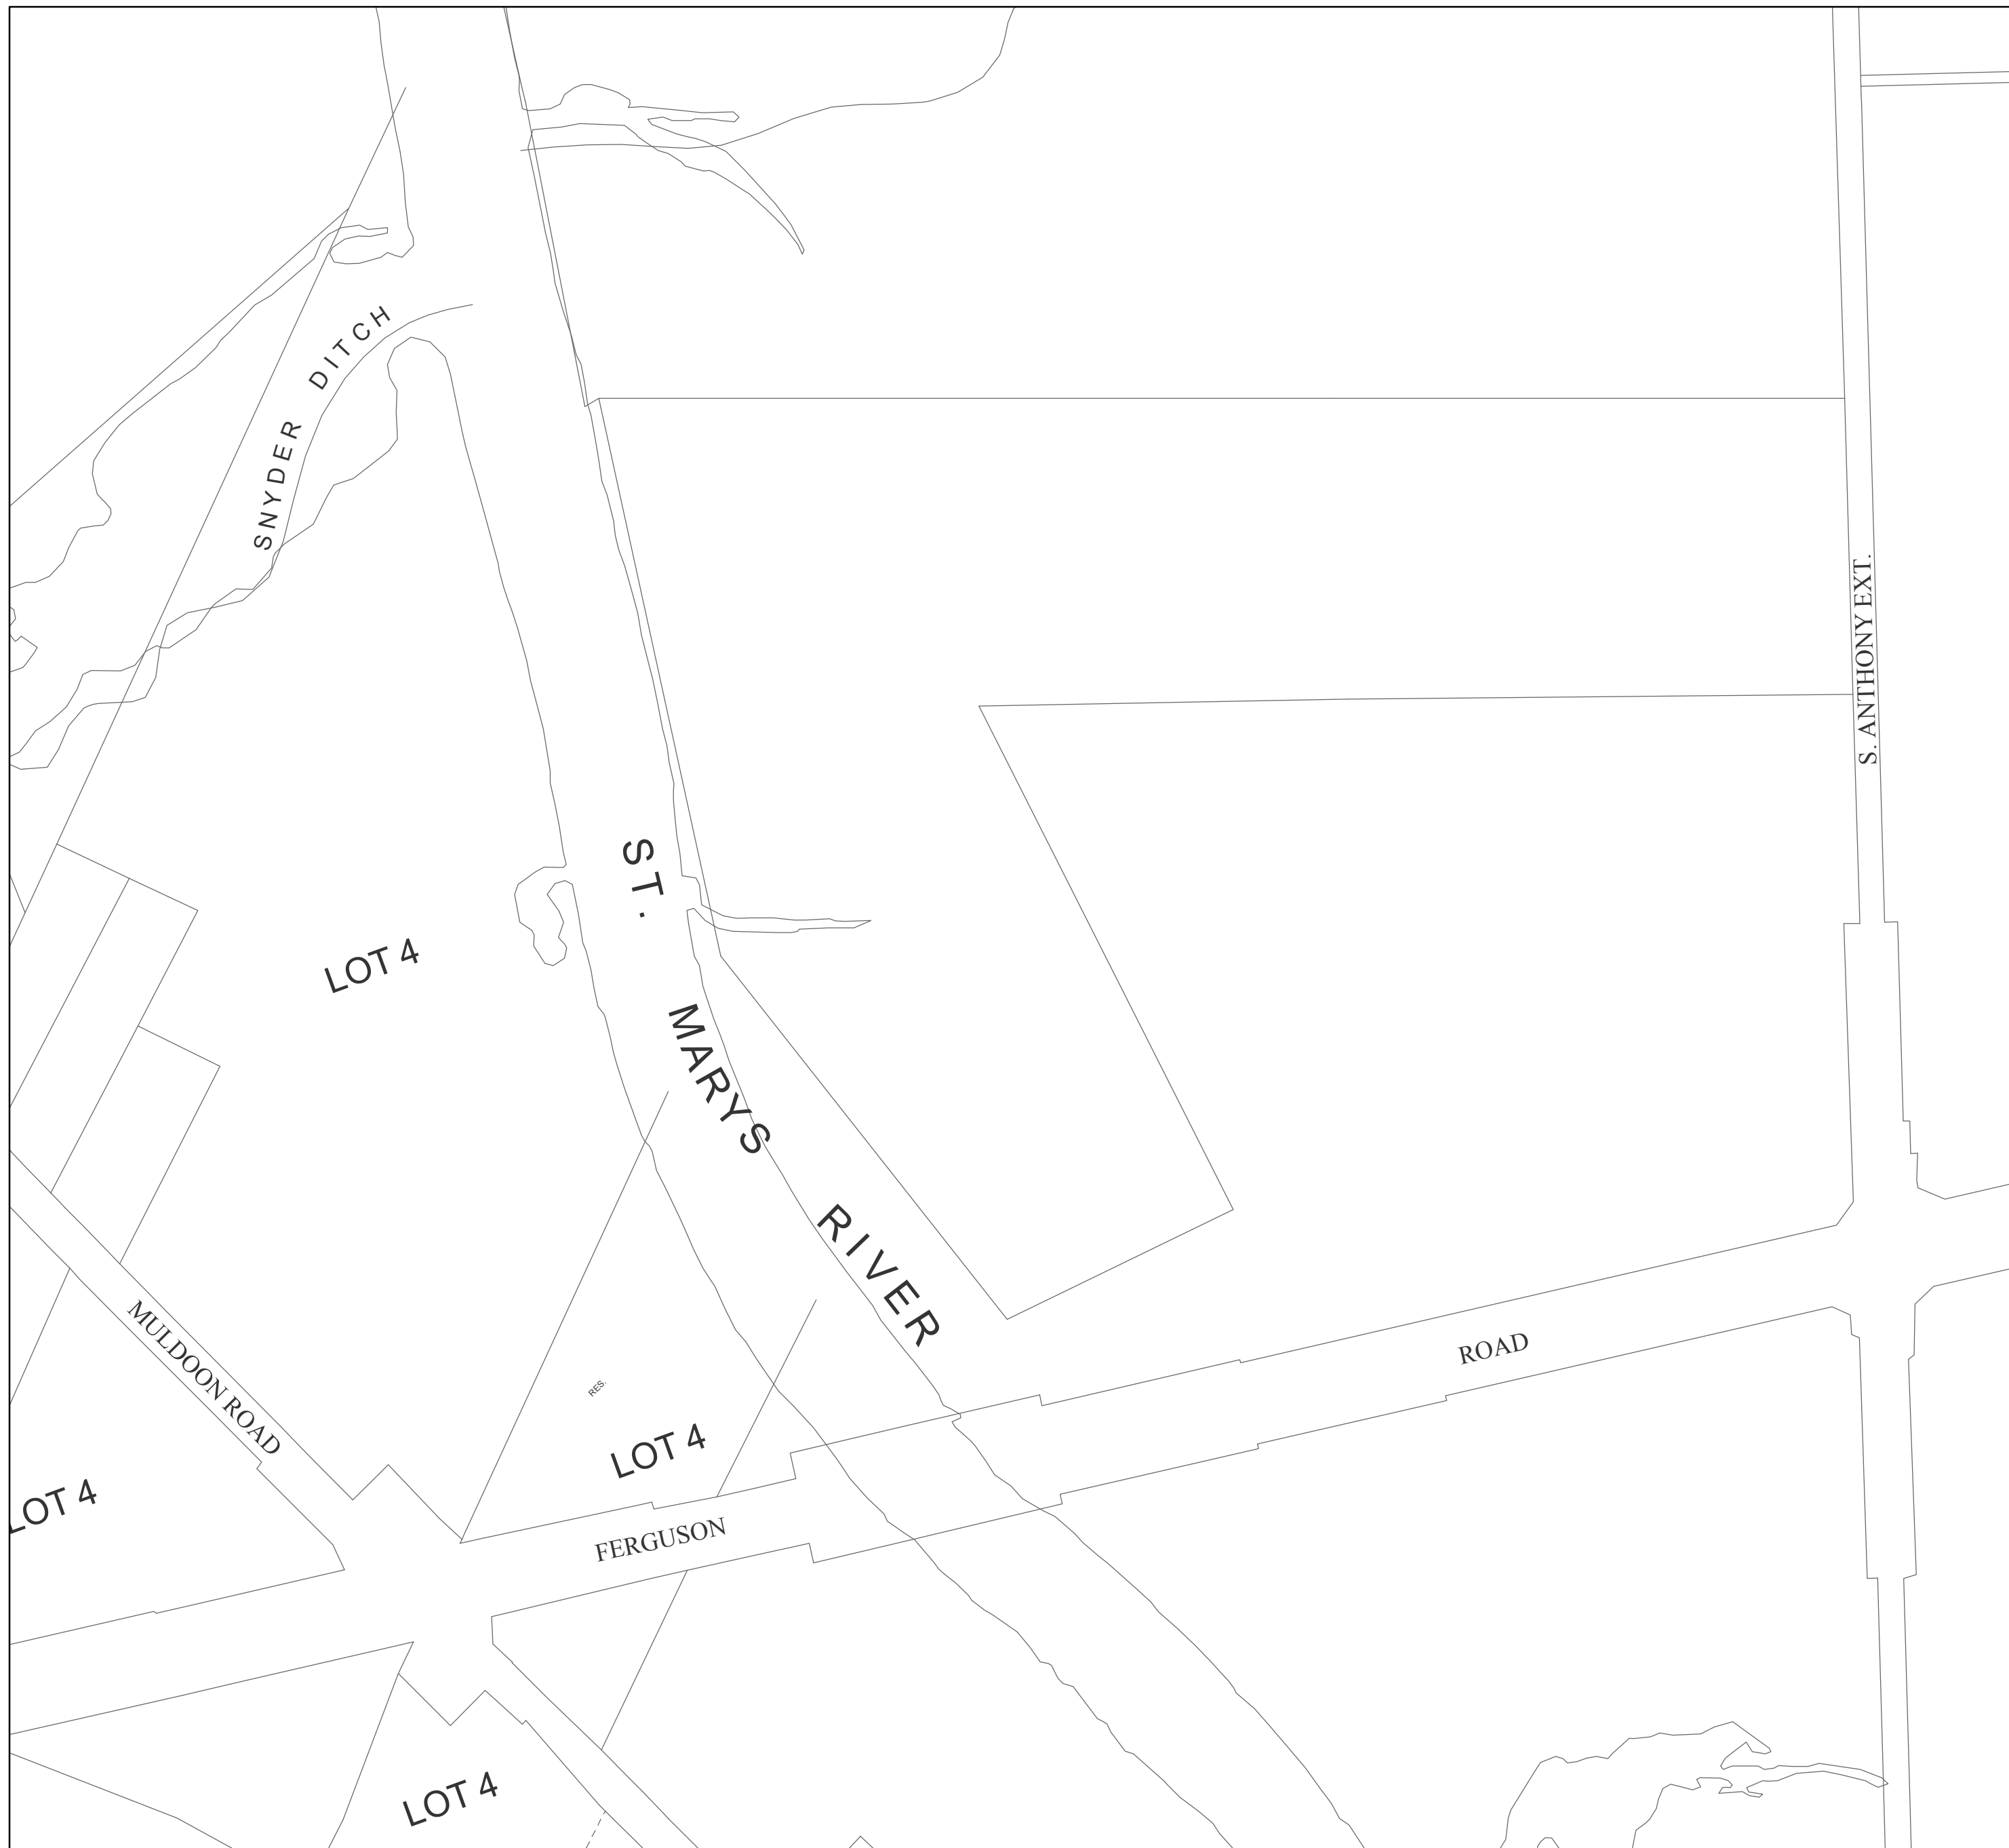 SNYDER DITCH
S. ANTHONY EXT.
ST. MARYS RIVER
LOT 4
MULDOON ROAD
ROAD
RES.
LOT 4
LOT 4
FERGUSON
LOT 4